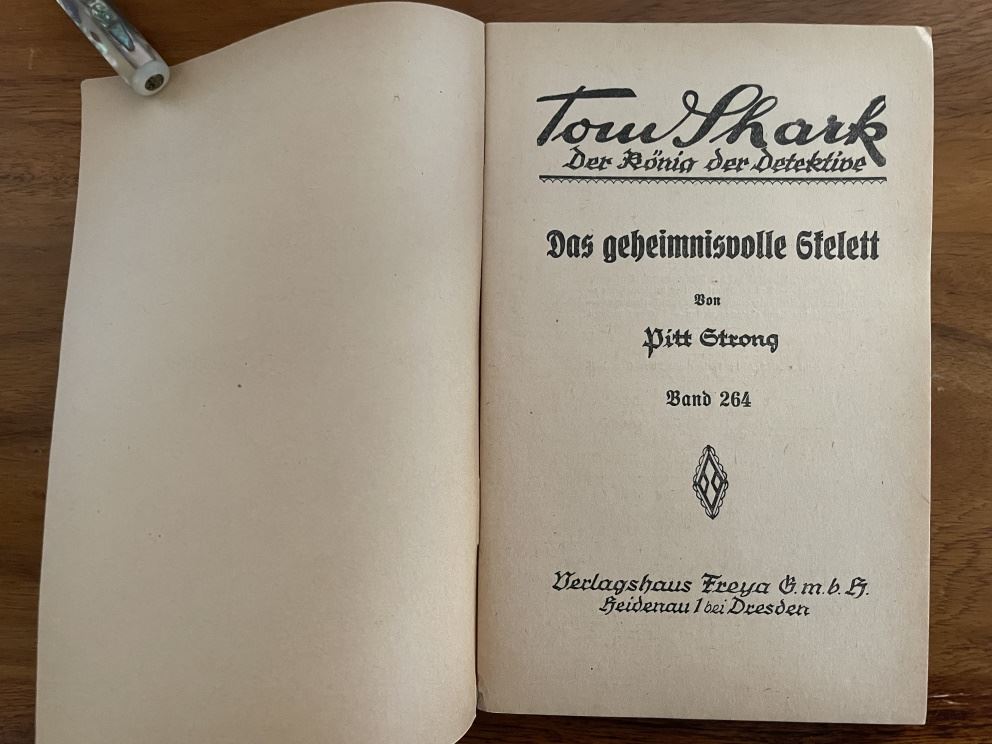 Tom Shark
Der König der Detektive
Das geheimnisvolle Skelett
Von
Pitt Strong
Band 264
Verlagshaus Freya G.m.b.H.
Heidenau 1 bei Dresden